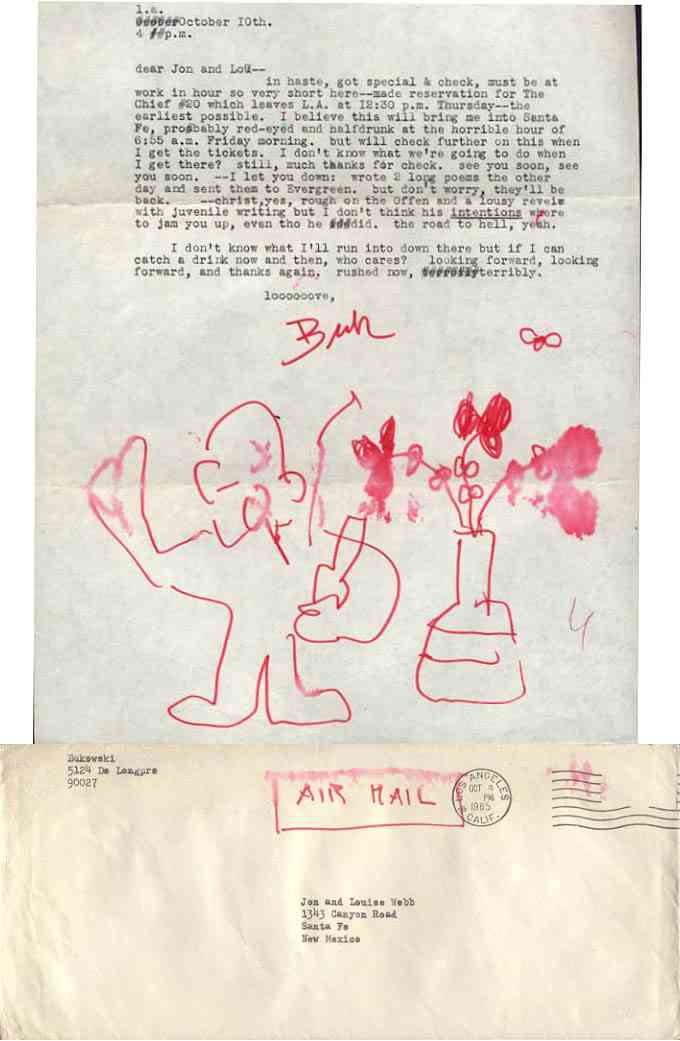 l.a.
October 10th.
4 p.m.
dear Jon and Lou--
in haste, got special & check, must be at
work in hour so very short here--made reservation for The
Chief #20 which leaves L.A. at 12:30 p.m. Thursday--the
earliest possible. I believe this will bring me into Santa
Fe, probably red-eyed and halfdrunk at the horrible hour of
6:55 a.m. Friday morning. but will check further on this when
I get the tickets. I don't know what we're going to do when
I get there? still, much thanks for check. see you soon, see
you soon. --I let you down: wrote 2 long poems the other
day and sent them to Evergreen. but don't worry, they'll be
back. --christ,yes, rough on the Offen and a lousy reveiw
with juvenile writing but I don't think his intentions were
to jam you up, even tho he did. the road to hell, yeah.
I don't know what I'll run into down there but if I can
catch a drink now and then, who cares? looking forward, looking
forward, and thanks again. rushed now, terribly.
loooooove,
Buk
4
Bukowski
5124 De Longpre
90027
AIR MAIL
LOS ANGELES
OCT
PM
1965
CALIF.
Jon and Louise Webb
1343 Canyon Road
Santa Fe
New Mexico